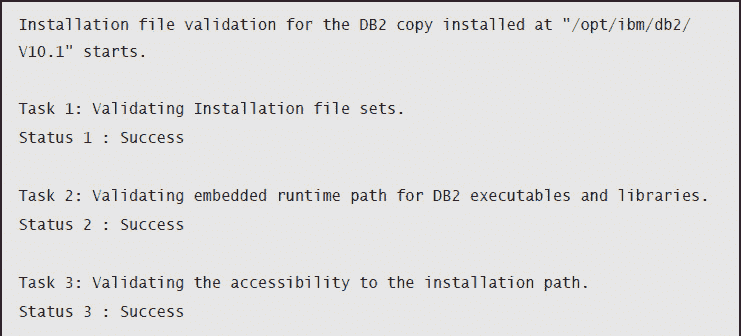 Installation file validation for the DB2 copy installed at "/opt/ibm/db2/
V10.1" starts.
Task 1: Validating Installation file sets.
Status 1 : Success
Task 2: Validating embedded runtime path for DB2 executables and libraries.
Status 2 : Success
Task 3: Validating the accessibility to the installation path.
Status 3 : Success